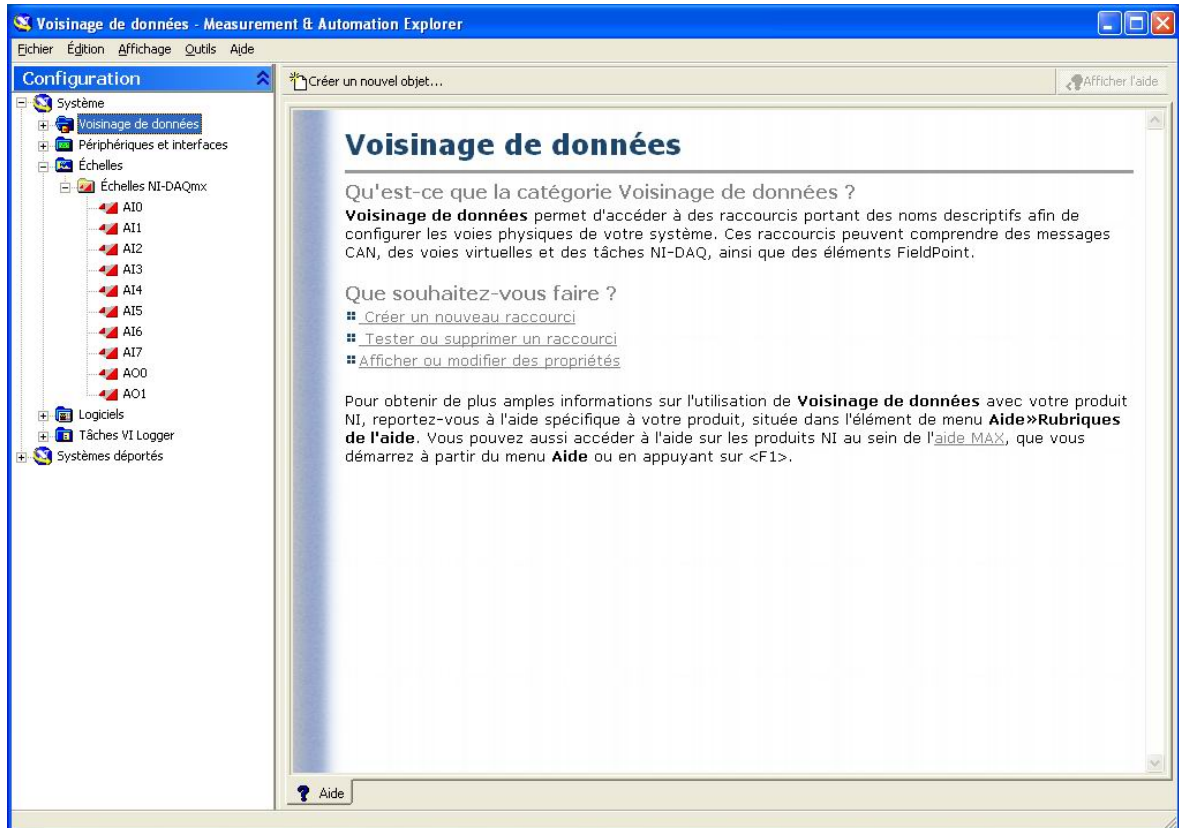 Voisinage de données - Measurement & Automation Explorer
Fichier Édition Affichage Outils Aide
Configuration
Système
Voisinage de données
Périphériques et interfaces
Échelles
Échelles NI-DAQmx
AI0
AI1
AI2
AI3
AI4
AI5
AI6
AI7
AO0
AO1
Logiciels
Tâches VI Logger
Systèmes déportés
Créer un nouvel objet...
Afficher l'aide
Voisinage de données
Qu'est-ce que la catégorie Voisinage de données ?
Voisinage de données permet d'accéder à des raccourcis portant des noms descriptifs afin de
configurer les voies physiques de votre système. Ces raccourcis peuvent comprendre des messages
CAN, des voies virtuelles et des tâches NI-DAQ, ainsi que des éléments FieldPoint.
Que souhaitez-vous faire ?
Créer un nouveau raccourci
Tester ou supprimer un raccourci
Afficher ou modifier des propriétés
Pour obtenir de plus amples informations sur l'utilisation de Voisinage de données avec votre produit
NI, reportez-vous à l'aide spécifique à votre produit, située dans l'élément de menu Aide»Rubriques
de l'aide. Vous pouvez aussi accéder à l'aide sur les produits NI au sein de l'aide MAX, que vous
démarrez à partir du menu Aide ou en appuyant sur <F1>.
Aide